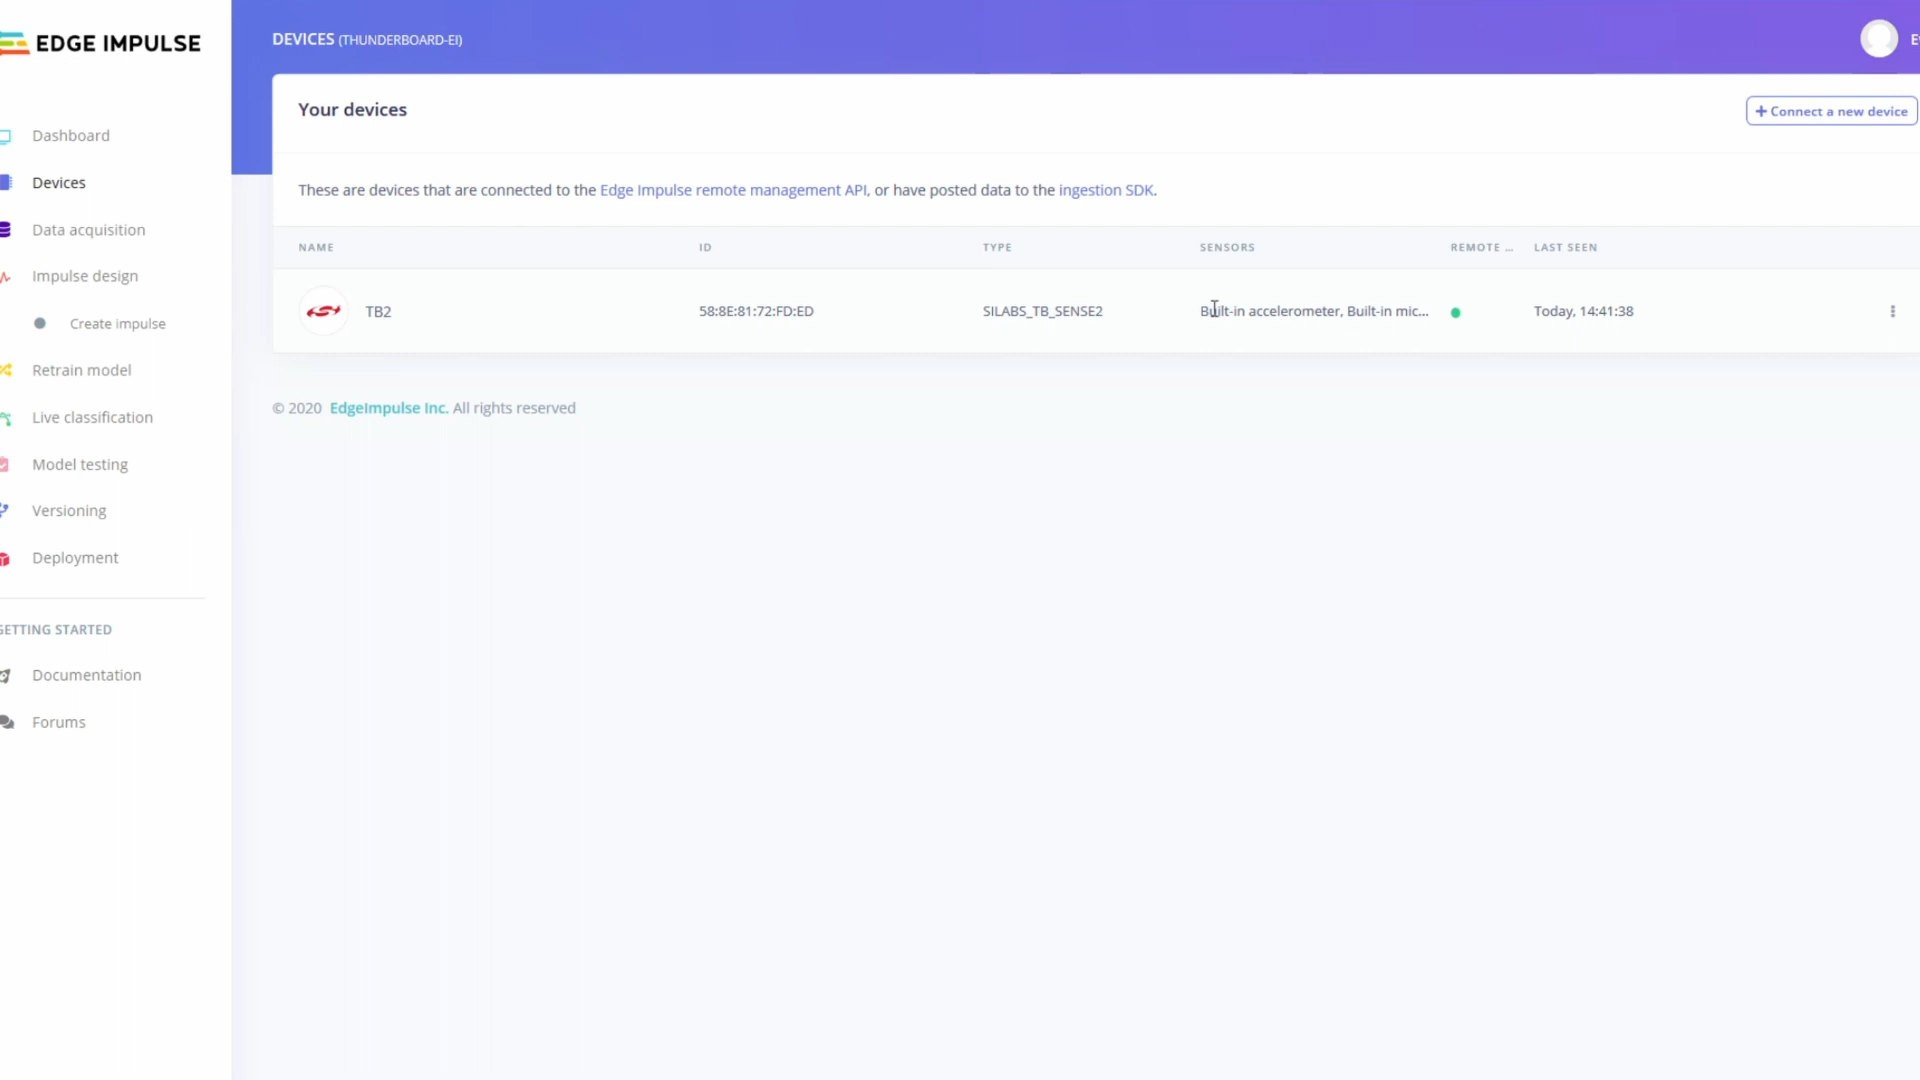 EDGE IMPULSE
DEVICES (THUNDERBOARD-EI)
E
Dashboard
Devices
Data acquisition
Impulse design
Create impulse
Retrain model
Live classification
Model testing
Versioning
Deployment
GETTING STARTED
Documentation
Forums
Your devices
+ Connect a new device
These are devices that are connected to the Edge Impulse remote management API, or have posted data to the ingestion SDK.
NAME ID TYPE SENSORS REMOTE ... LAST SEEN
TB2 58:8E:81:72:FD:ED SILABS_TB_SENSE2 Built-in accelerometer, Built-in mic... Today, 14:41:38
© 2020 EdgeImpulse Inc. All rights reserved